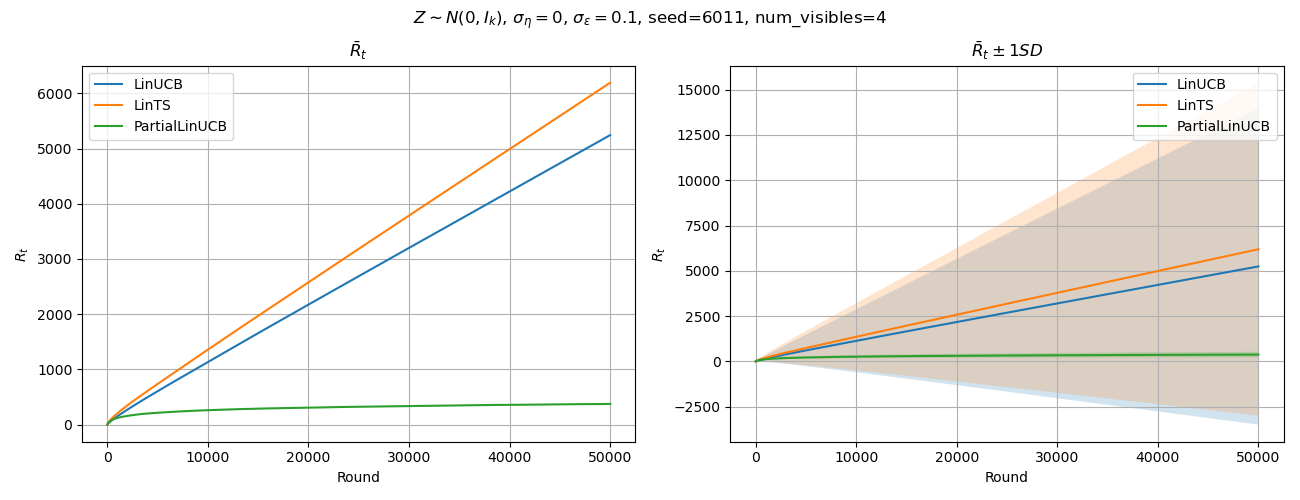 Z ∼ N(0, I_k), σ_η = 0, σ_ε = 0.1, seed=6011, num_visibles=4
R̄_t
LinUCB
LinTS
PartialLinUCB
6000
5000
4000
3000
2000
1000
0
R_t
0 10000 20000 30000 40000 50000
Round
R̄_t ± 1SD
LinUCB
LinTS
PartialLinUCB
15000
12500
10000
7500
5000
2500
0
−2500
R_t
0 10000 20000 30000 40000 50000
Round